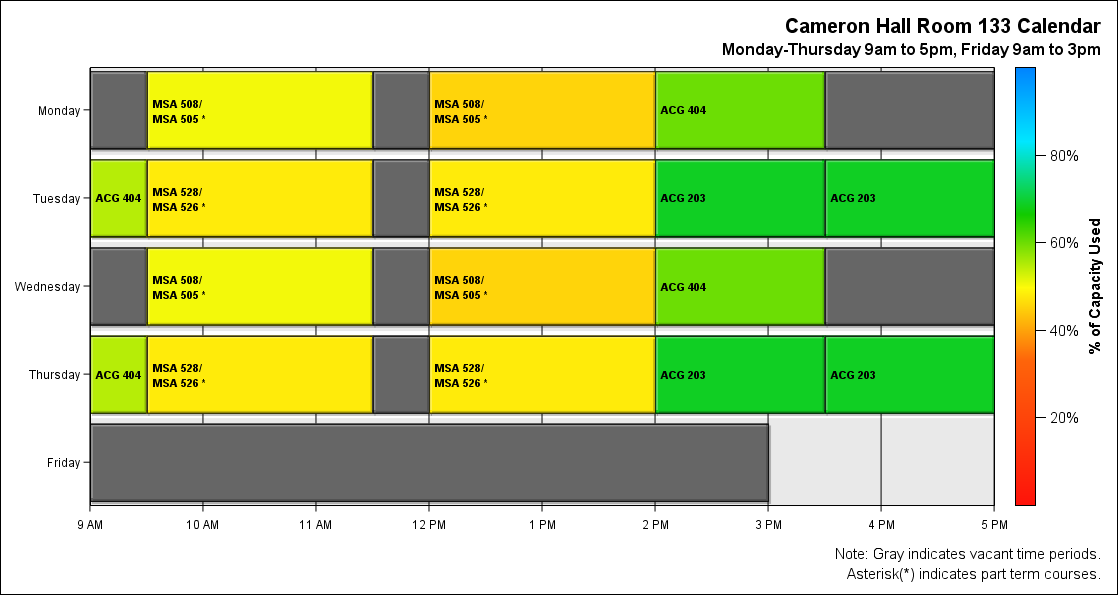 Cameron Hall Room 133 Calendar
Monday-Thursday 9am to 5pm, Friday 9am to 3pm
Monday
MSA 508/
MSA 505 *
MSA 508/
MSA 505 *
ACG 404
Tuesday
ACG 404
MSA 528/
MSA 526 *
MSA 528/
MSA 526 *
ACG 203
ACG 203
Wednesday
MSA 508/
MSA 505 *
MSA 508/
MSA 505 *
ACG 404
Thursday
ACG 404
MSA 528/
MSA 526 *
MSA 528/
MSA 526 *
ACG 203
ACG 203
Friday
9 AM
10 AM
11 AM
12 PM
1 PM
2 PM
3 PM
4 PM
5 PM
80%
60%
40%
20%
% of Capacity Used
Note: Gray indicates vacant time periods.
Asterisk(*) indicates part term courses.